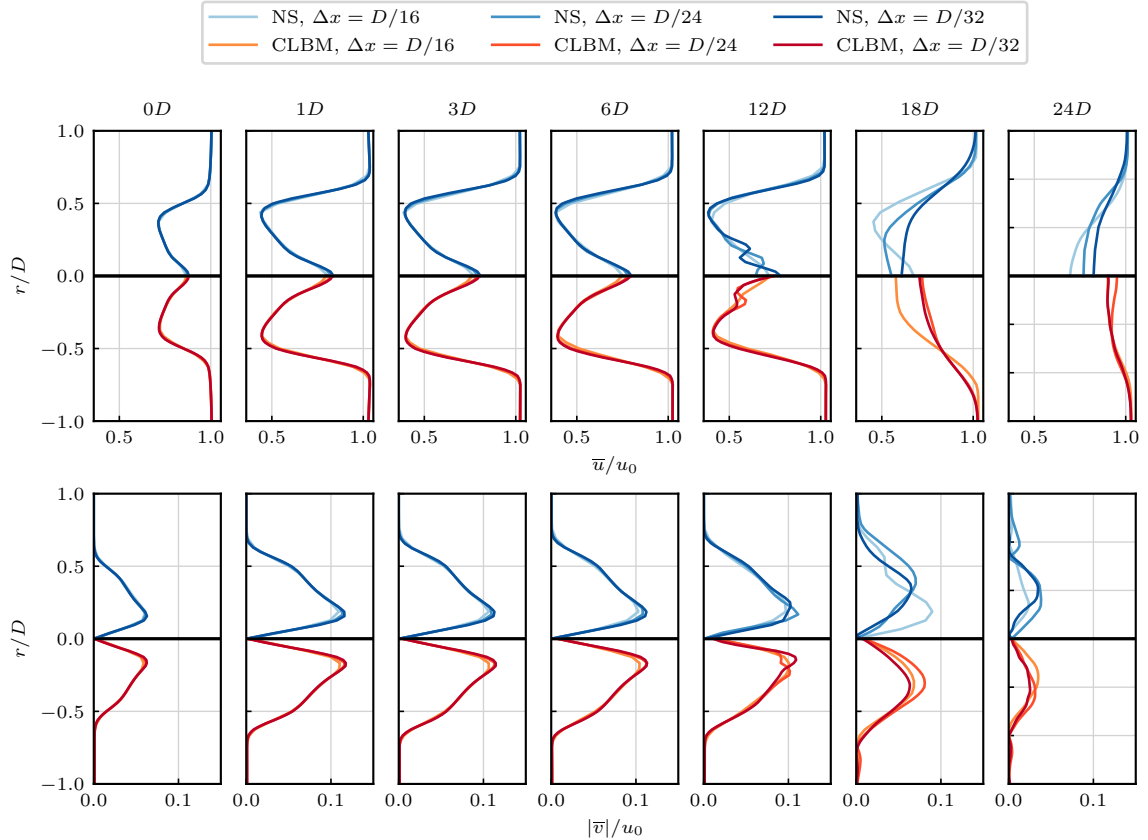 NS, Δx = D/16 NS, Δx = D/24 NS, Δx = D/32
CLBM, Δx = D/16 CLBM, Δx = D/24 CLBM, Δx = D/32
0D 1D 3D 6D 12D 18D 24D
1.0
0.5
0.0
−0.5
−1.0
r/D
0.5 1.0 0.5 1.0 0.5 1.0 0.5 1.0 0.5 1.0 0.5 1.0 0.5 1.0
u̅/u₀
1.0
0.5
0.0
−0.5
−1.0
r/D
0.0 0.1 0.0 0.1 0.0 0.1 0.0 0.1 0.0 0.1 0.0 0.1 0.0 0.1
|v̅|/u₀